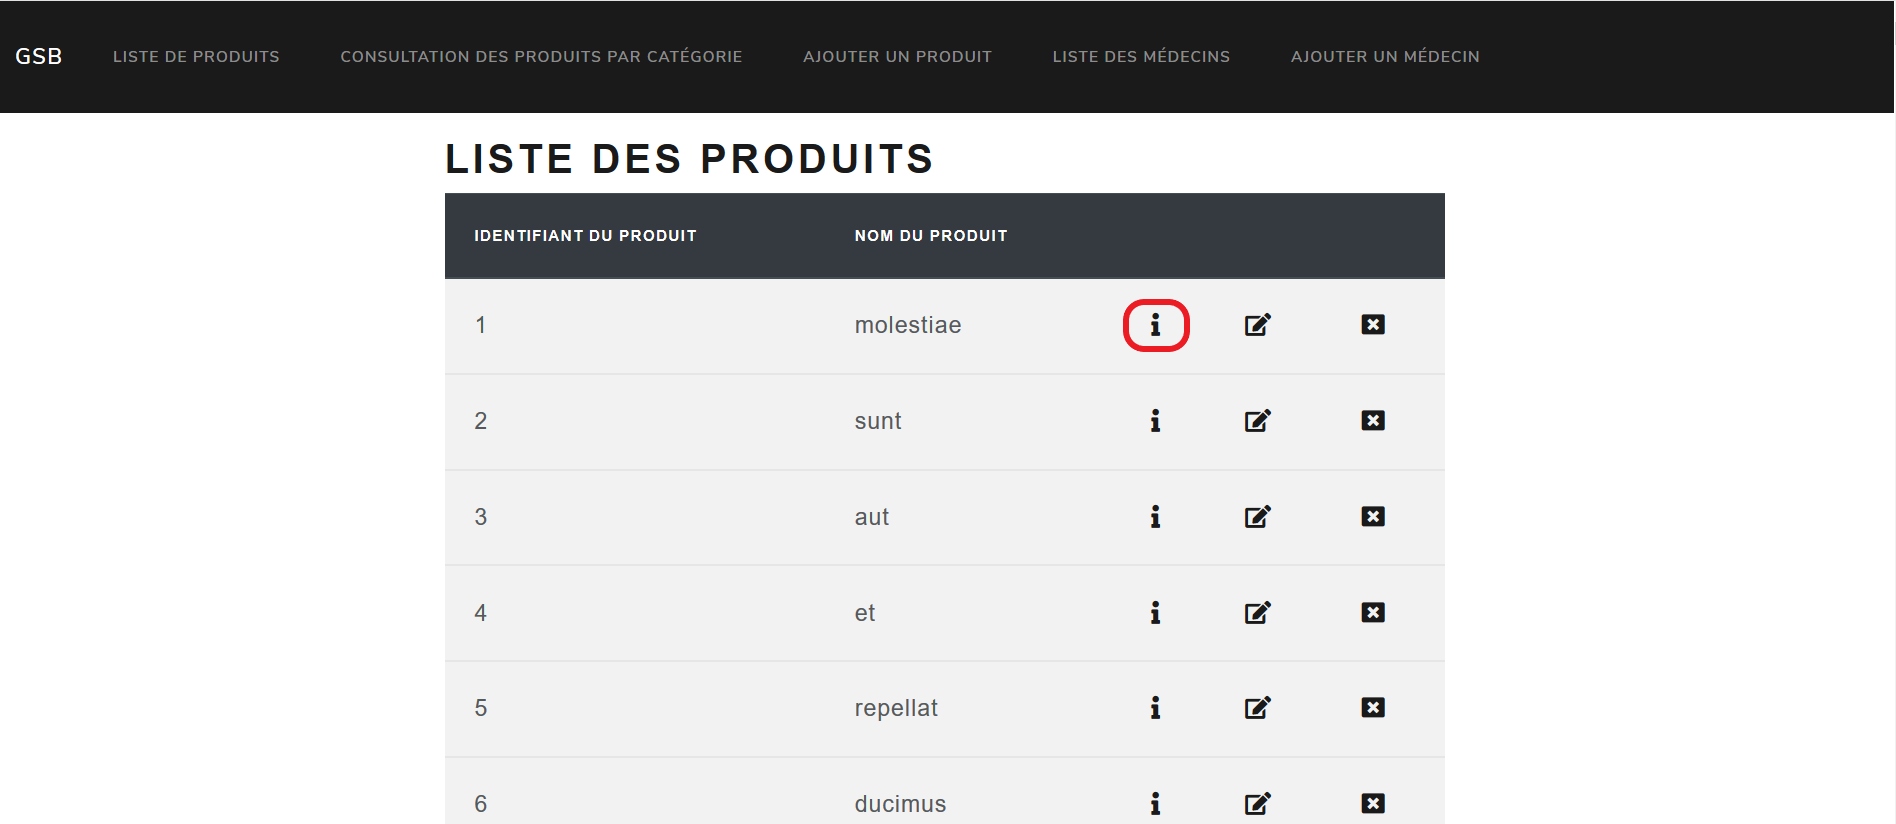 GSB LISTE DE PRODUITS CONSULTATION DES PRODUITS PAR CATÉGORIE AJOUTER UN PRODUIT LISTE DES MÉDECINS AJOUTER UN MÉDECIN
LISTE DES PRODUITS
IDENTIFIANT DU PRODUIT NOM DU PRODUIT
1 molestiae
2 sunt
3 aut
4 et
5 repellat
6 ducimus